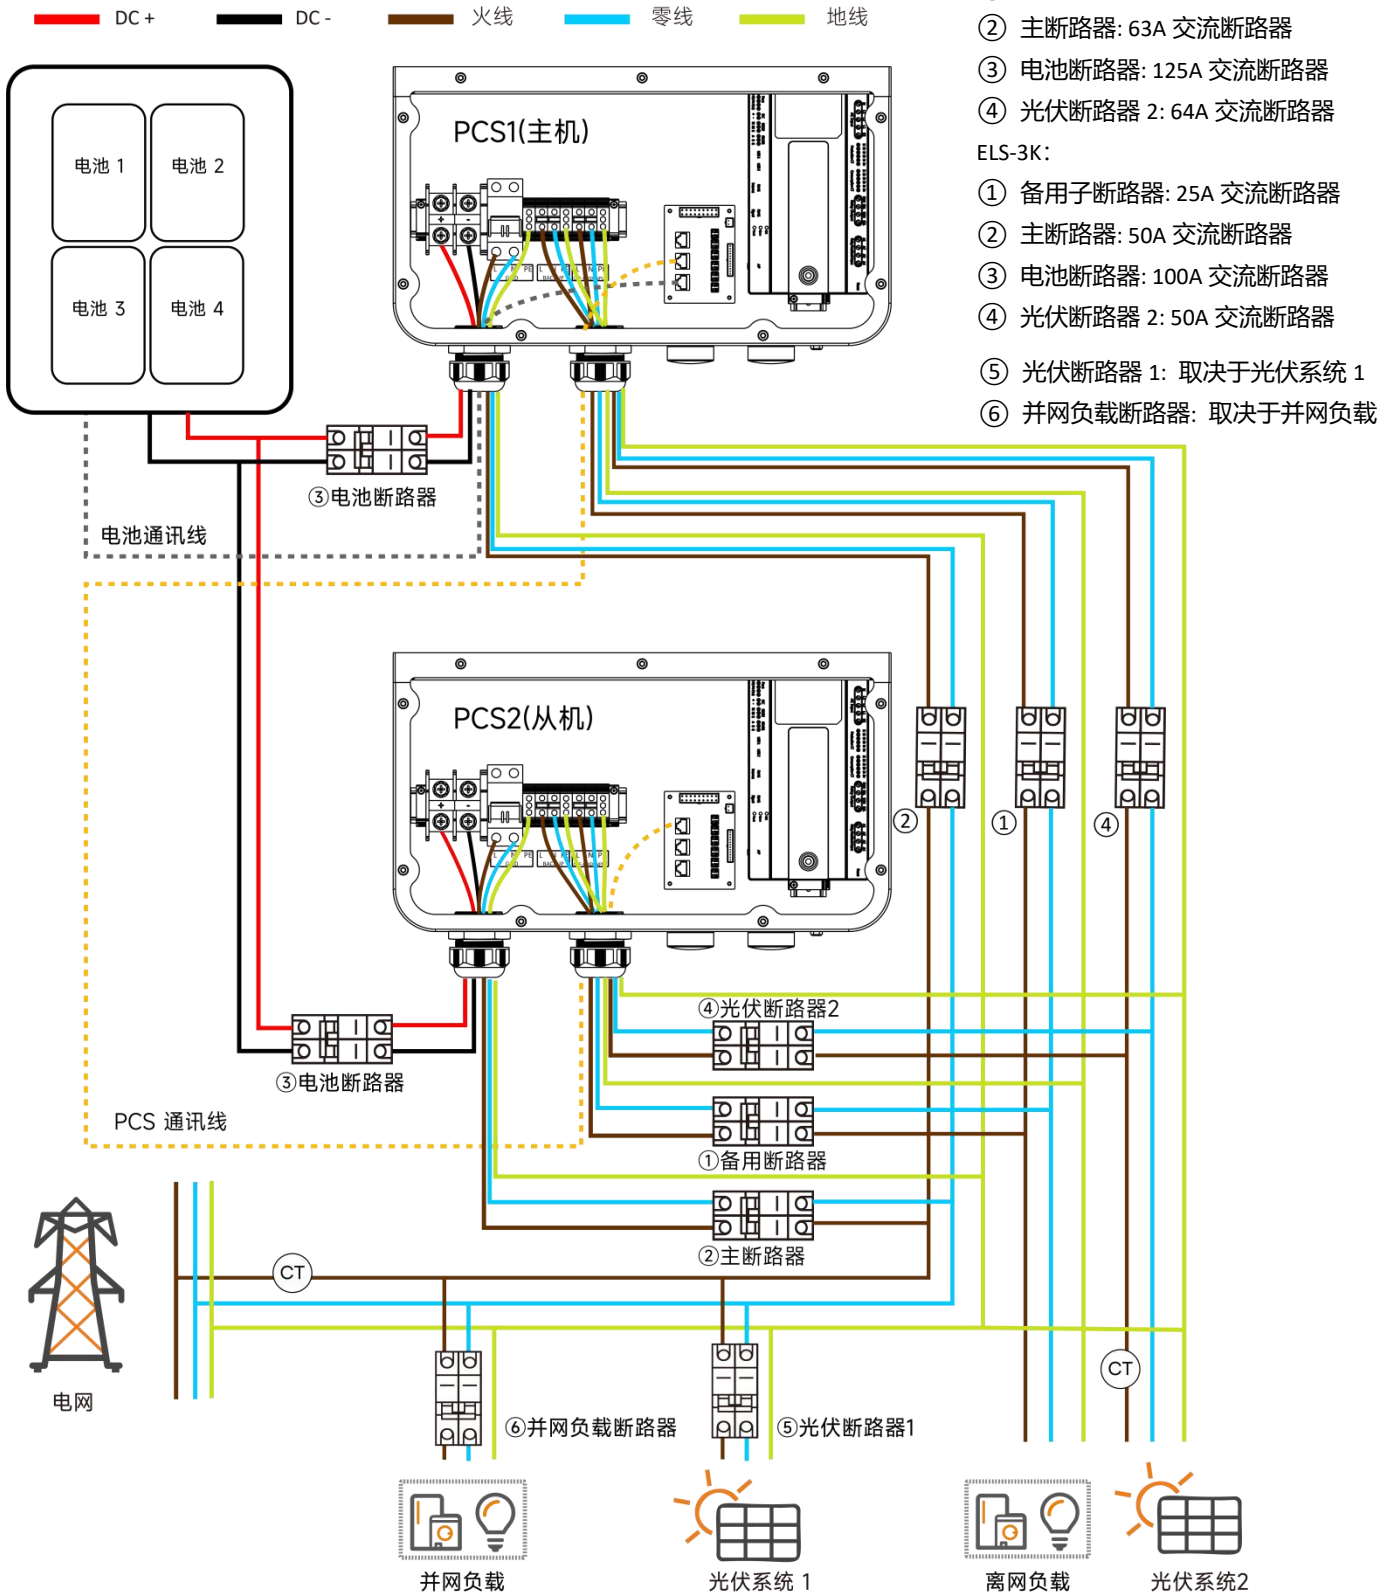 DC + DC - 火线 零线 地线
② 主断路器: 63A 交流断路器
③ 电池断路器: 125A 交流断路器
④ 光伏断路器 2: 64A 交流断路器
ELS-3K:
① 备用子断路器: 25A 交流断路器
② 主断路器: 50A 交流断路器
③ 电池断路器: 100A 交流断路器
④ 光伏断路器 2: 50A 交流断路器
⑤ 光伏断路器 1: 取决于光伏系统 1
⑥ 并网负载断路器: 取决于并网负载
电池 1 电池 2
电池 3 电池 4
PCS1(主机)
+ -
L N PE L N PE L N PE
③电池断路器
电池通讯线
PCS2(从机)
+ -
L N PE L N PE L N PE
② ① ④
④光伏断路器2
③电池断路器
PCS 通讯线
①备用断路器
②主断路器
CT
CT
电网
⑥并网负载断路器
⑤光伏断路器1
并网负载
光伏系统 1
离网负载
光伏系统2